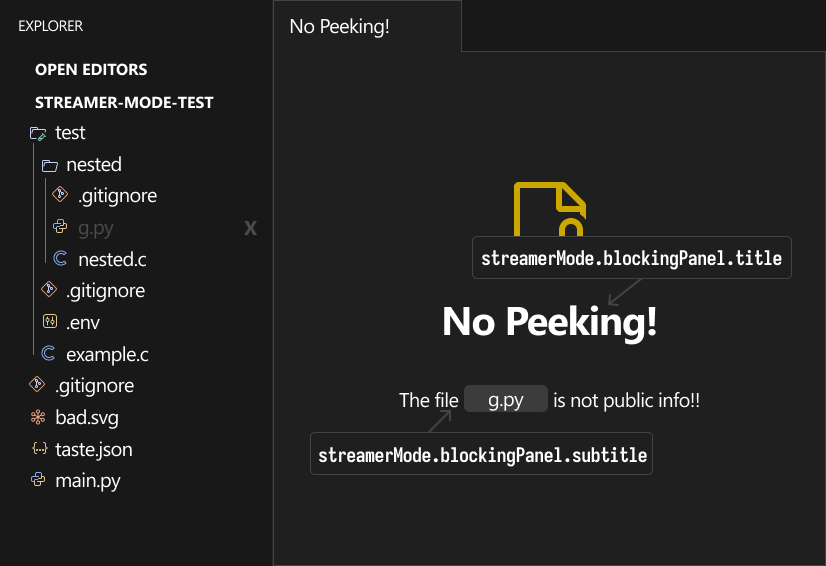 EXPLORER
OPEN EDITORS
STREAMER-MODE-TEST
test
nested
.gitignore
g.py X
nested.c
.gitignore
.env
example.c
.gitignore
bad.svg
taste.json
main.py
No Peeking!
streamerMode.blockingPanel.title
No Peeking!
The file g.py is not public info!!
streamerMode.blockingPanel.subtitle